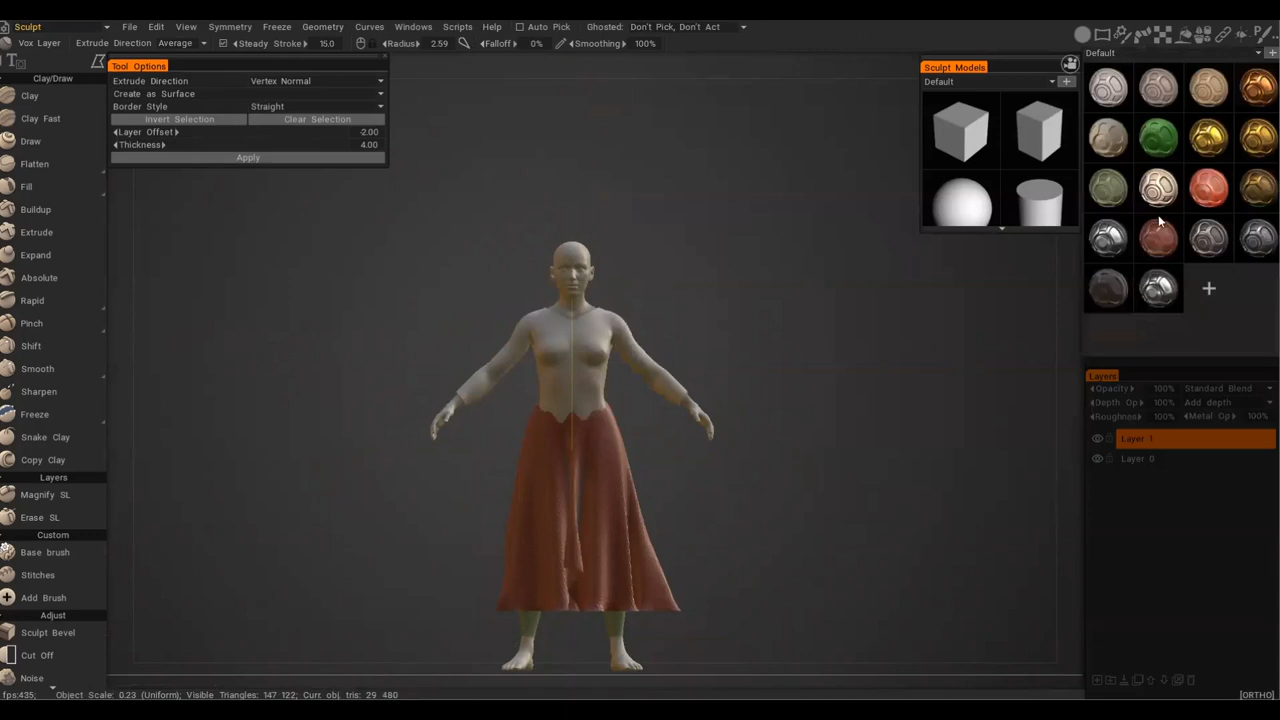 Sculpt File Edit View Symmetry Freeze Geometry Curves Windows Scripts Help Auto Pick Ghosted: Don't Pick, Don't Act
Vox Layer Extrude Direction Average Steady Stroke 15.0 Radius 2.59 Falloff 0% Smoothing 100%
Default
Clay/Draw
Clay
Clay Fast
Draw
Flatten
Fill
Buildup
Extrude
Expand
Absolute
Rapid
Pinch
Shift
Smooth
Sharpen
Freeze
Snake Clay
Copy Clay
Layers
Magnify SL
Erase SL
Custom
Base brush
Stitches
Add Brush
Adjust
Sculpt Bevel
Cut Off
Noise
Tool Options
Extrude Direction Vertex Normal
Create as Surface
Border Style Straight
Invert Selection Clear Selection
Layer Offset -2.00
Thickness 4.00
Apply
Sculpt Models
Default
Layers
Opacity 100% Standard Blend
Depth Op 100% Add depth
Roughness 100% Metal Op 100%
Layer 1
Layer 0
fps:435; Object Scale: 0.23 (Uniform); Visible Triangles: 147 122; Curr. obj. tris: 29 480
[ORTHO]